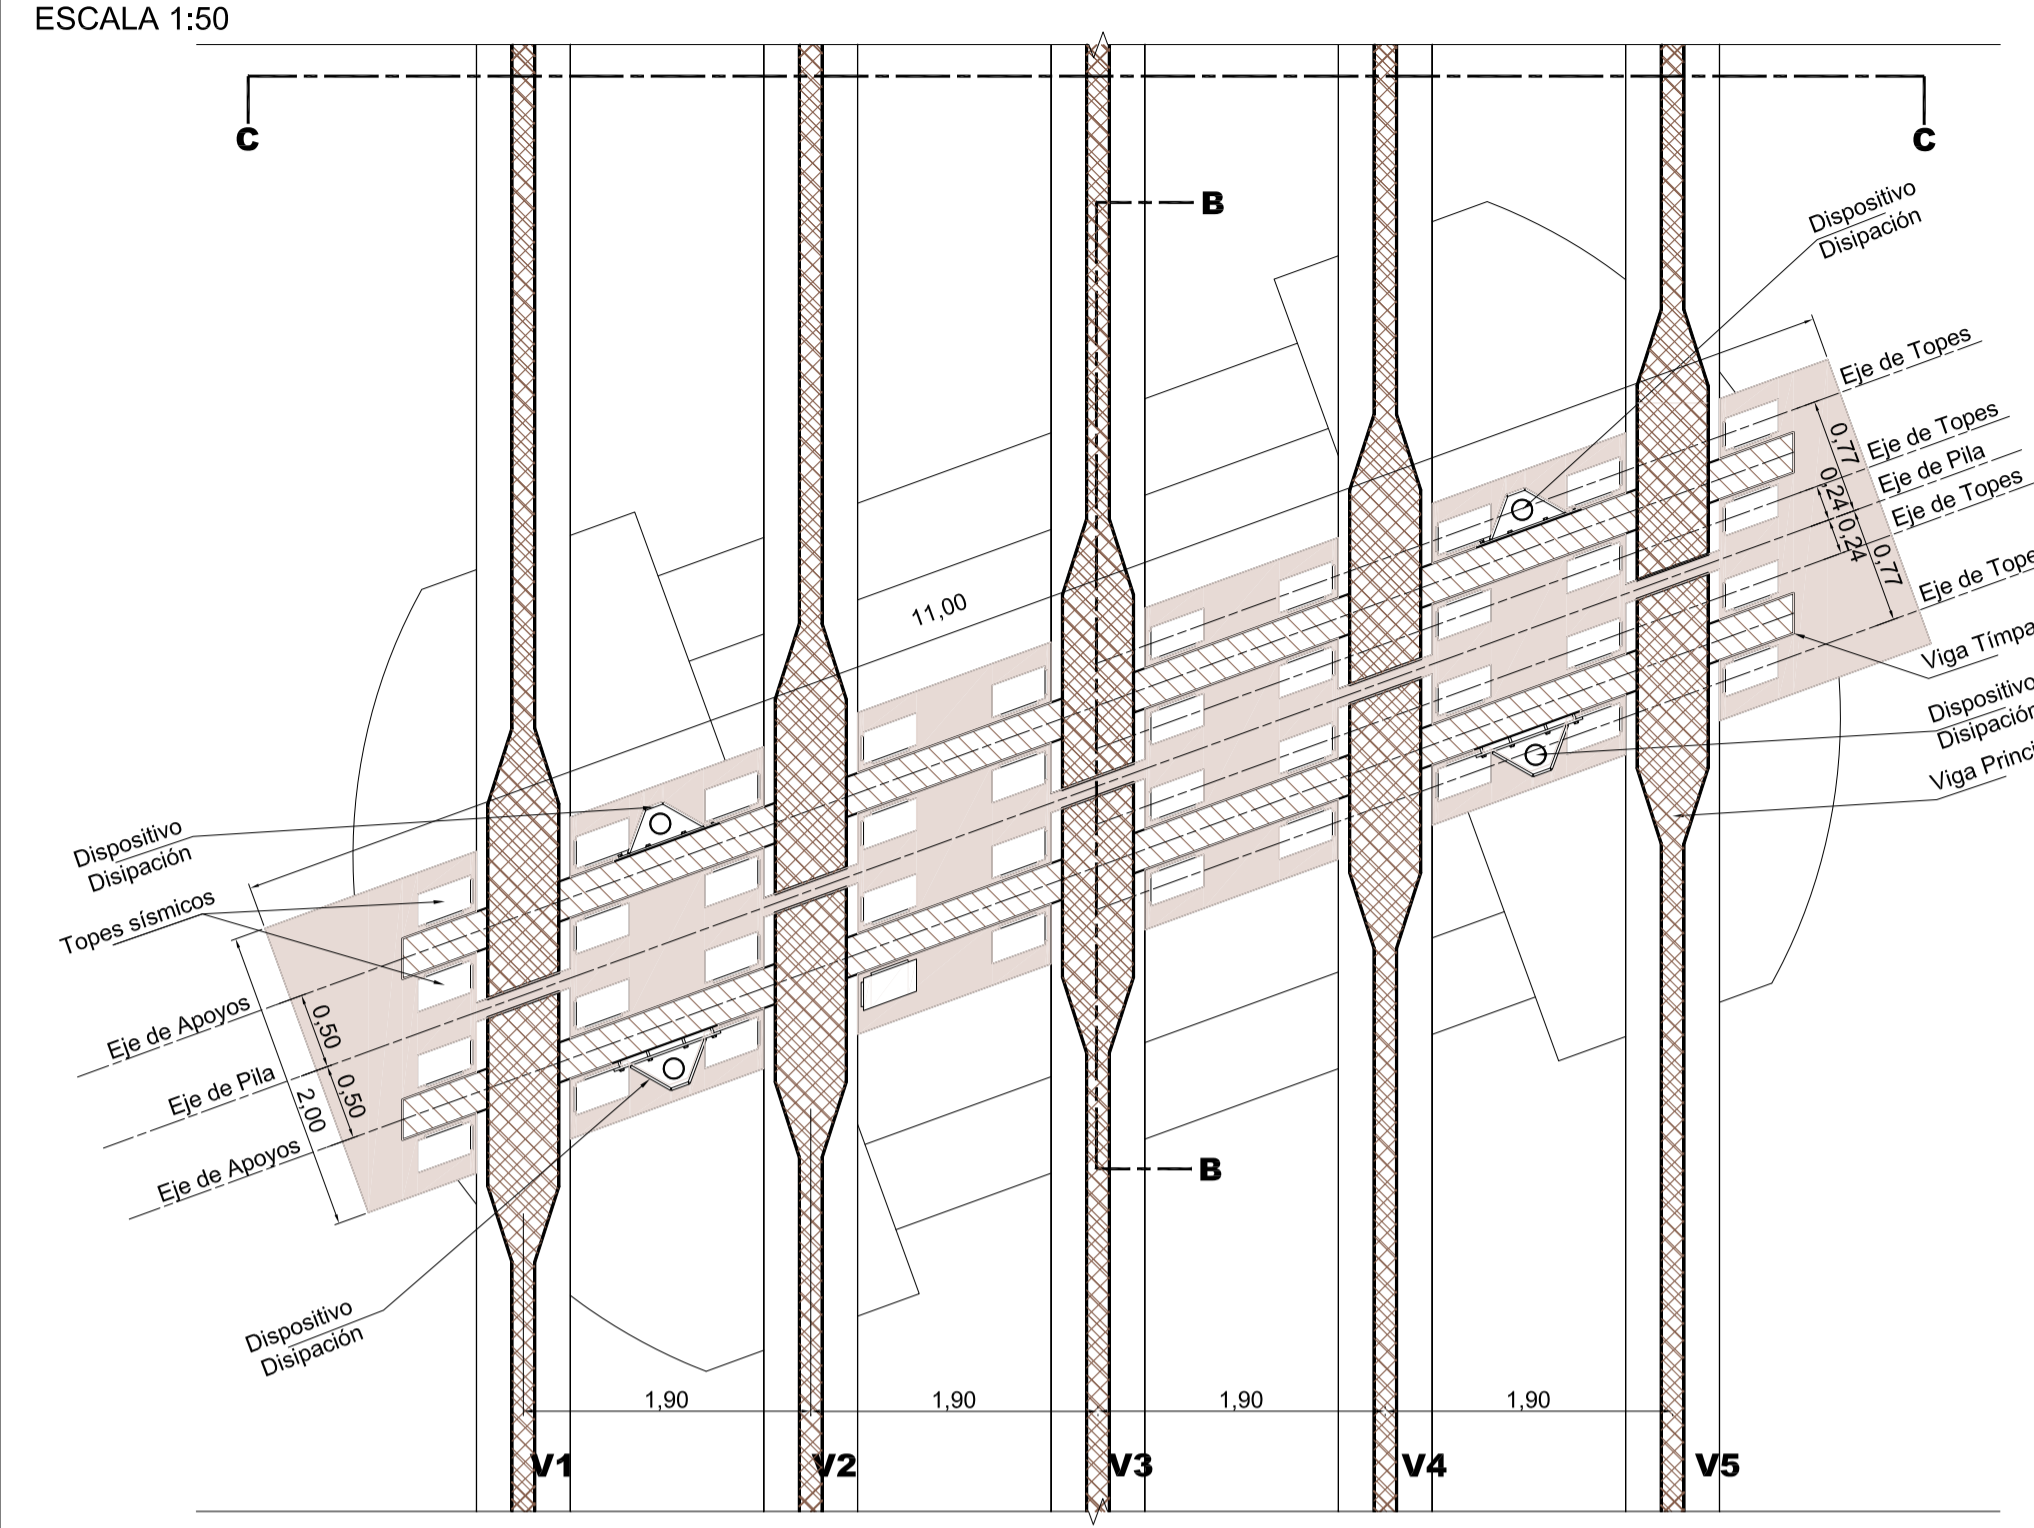 ESCALA 1:50
C
C
B
Dispositivo
Disipación
Eje de Topes
Eje de Topes
Eje de Pila
Eje de Topes
0,77
0,24
0,24
0,77
Eje de Tope
11,00
Viga Tímpa
Dispositivo
Disipación
Viga Princi
Dispositivo
Disipación
Topes sísmicos
Eje de Apoyos
0,50
Eje de Pila
0,50
2,00
Eje de Apoyos
B
Dispositivo
Disipación
1,90
1,90
1,90
1,90
V1
V2
V3
V4
V5